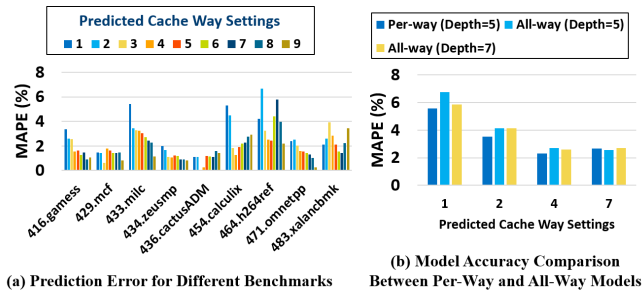 Predicted Cache Way Settings
1 2 3 4 5 6 7 8 9
MAPE (%)
8
6
4
2
0
416.gamess
429.mcf
433.milc
434.zeusmp
436.cactusADM
454.calculix
464.h264ref
471.omnetpp
483.xalancbmk
(a) Prediction Error for Different Benchmarks
Per-way (Depth=5) All-way (Depth=5)
All-way (Depth=7)
MAPE (%)
8
6
4
2
0
1 2 4 7
Predicted Cache Way Settings
(b) Model Accuracy Comparison
Between Per-Way and All-Way Models